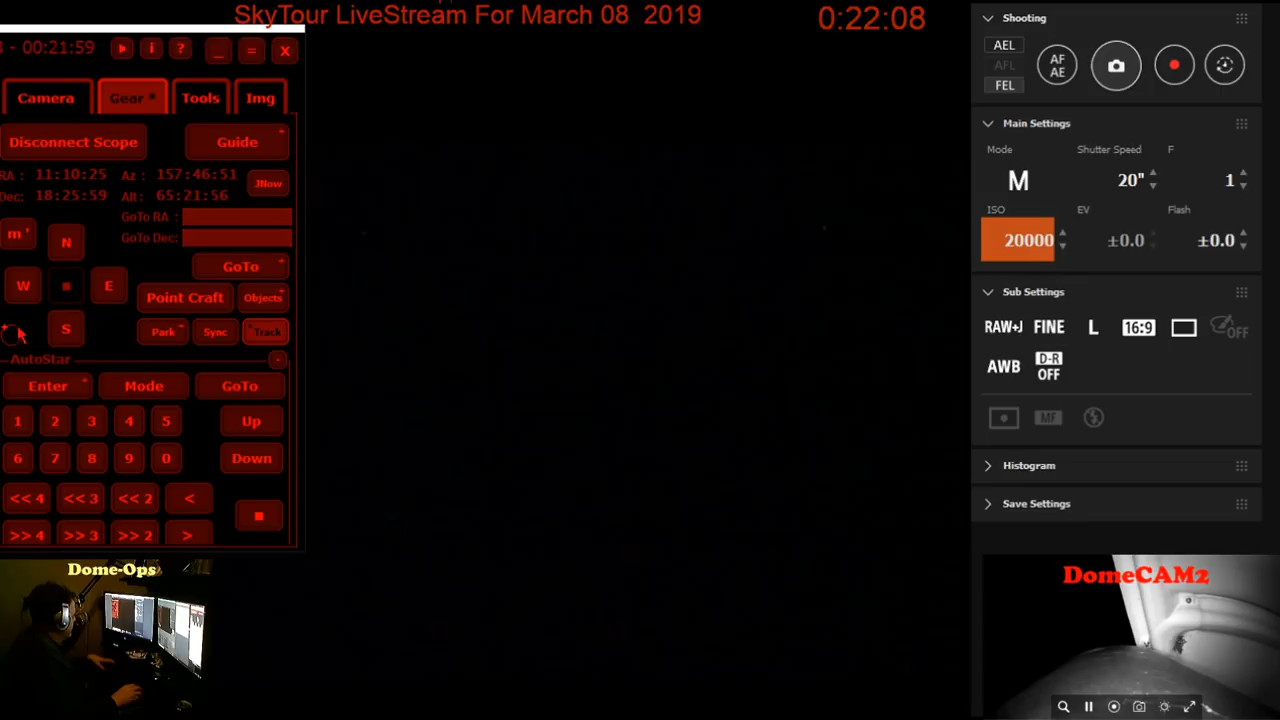 SkyTour LiveStream For March 08 2019
0:22:08
- 00:21:59
i
?
_
=
X
Camera
Gear *
Tools
Img
Disconnect Scope
Guide
RA : 11:10:25 Az : 157:46:51
Dec: 18:25:59 Alt : 65:21:56
JNow
GoTo RA :
GoTo Dec:
m '
N
GoTo
W
E
Point Craft
Objects
S
Park
Sync
Track
AutoStar
Enter
Mode
GoTo
1 2 3 4 5
Up
6 7 8 9 0
Down
<< 4 << 3 << 2 <
>> 4 >> 3 >> 2 >
Dome-Ops
Shooting
AEL
AFL
FEL
AF
AE
Main Settings
Mode Shutter Speed F
M 20" 1
ISO EV Flash
20000 ±0.0 ±0.0
Sub Settings
RAW+J FINE L 16:9 OFF
AWB D-R
OFF
MF
Histogram
Save Settings
DomeCAM2